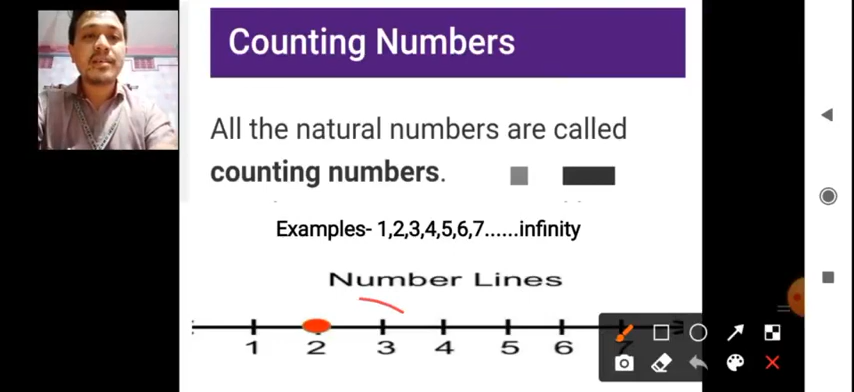 Counting Numbers
All the natural numbers are called
counting numbers.
Examples- 1,2,3,4,5,6,7......infinity
Number Lines
1 2 3 4 5 6 7